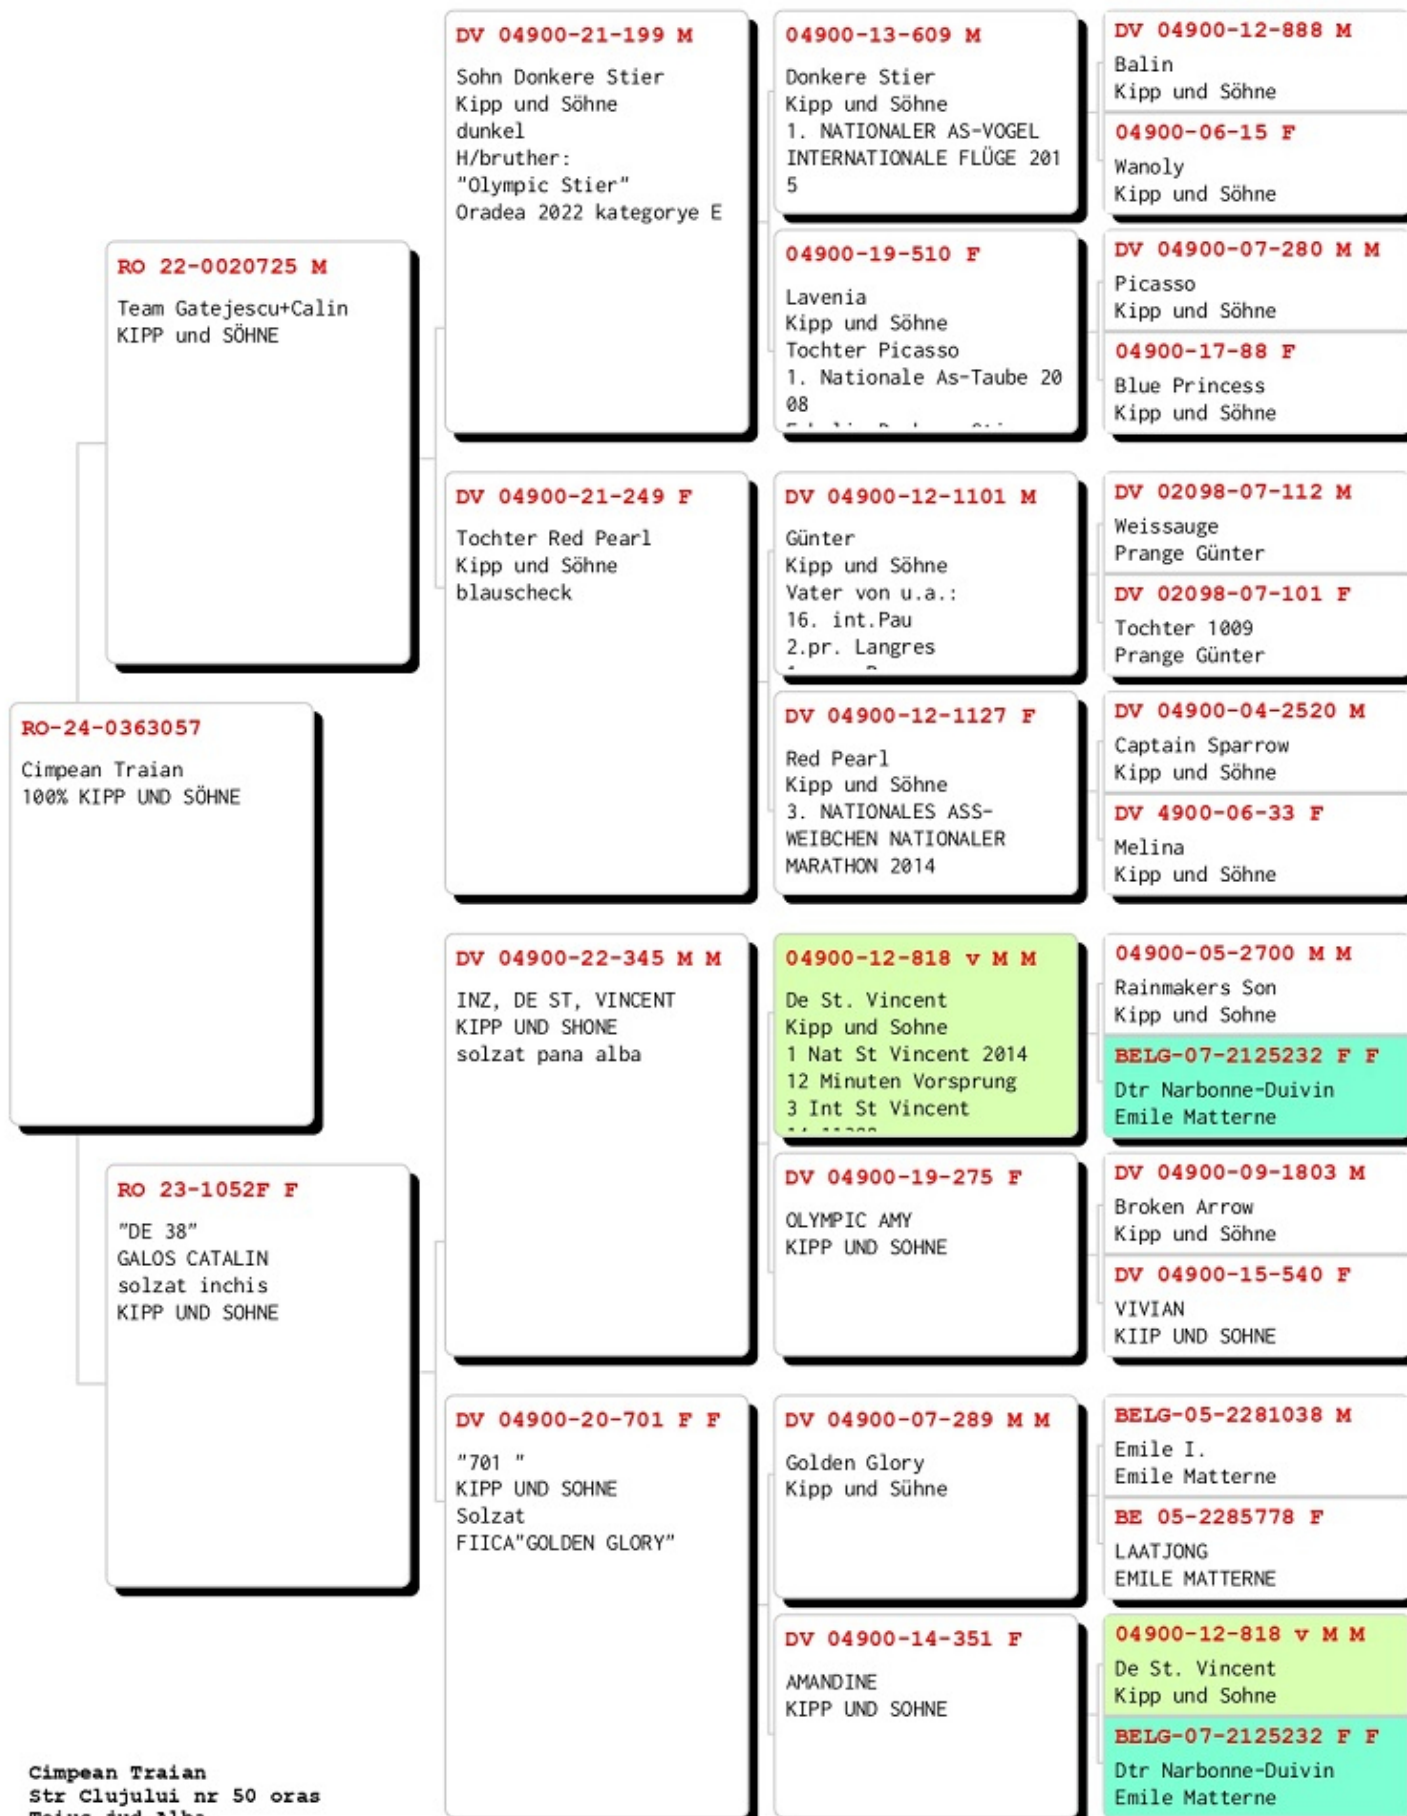 RO-24-0363057
Cimpean Traian
100% KIPP UND SÖHNE
RO 22-0020725 M
Team Gatejescu+Calin
KIPP und SÖHNE
RO 23-1052F F
"DE 38"
GALOS CATALIN
solzat inchis
KIPP UND SOHNE
DV 04900-21-199 M
Sohn Donkere Stier
Kipp und Söhne
dunkel
H/bruther:
"Olympic Stier"
Oradea 2022 kategorye E
DV 04900-21-249 F
Tochter Red Pearl
Kipp und Söhne
blauscheck
DV 04900-22-345 M M
INZ, DE ST, VINCENT
KIPP UND SHONE
solzat pana alba
DV 04900-20-701 F F
"701 "
KIPP UND SOHNE
Solzat
FIICA"GOLDEN GLORY"
04900-13-609 M
Donkere Stier
Kipp und Söhne
1. NATIONALER AS-VOGEL
INTERNATIONALE FLÜGE 201
5
04900-19-510 F
Lavenia
Kipp und Söhne
Tochter Picasso
1. Nationale As-Taube 20
08
DV 04900-12-1101 M
Günter
Kipp und Söhne
Vater von u.a.:
16. int.Pau
2.pr. Langres
DV 04900-12-1127 F
Red Pearl
Kipp und Söhne
3. NATIONALES ASS-
WEIBCHEN NATIONALER
MARATHON 2014
04900-12-818 v M M
De St. Vincent
Kipp und Sohne
1 Nat St Vincent 2014
12 Minuten Vorsprung
3 Int St Vincent
DV 04900-19-275 F
OLYMPIC AMY
KIPP UND SOHNE
DV 04900-07-289 M M
Golden Glory
Kipp und Sühne
DV 04900-14-351 F
AMANDINE
KIPP UND SOHNE
DV 04900-12-888 M
Balin
Kipp und Söhne
04900-06-15 F
Wanoly
Kipp und Söhne
DV 04900-07-280 M M
Picasso
Kipp und Söhne
04900-17-88 F
Blue Princess
Kipp und Söhne
DV 02098-07-112 M
Weissauge
Prange Günter
DV 02098-07-101 F
Tochter 1009
Prange Günter
DV 04900-04-2520 M
Captain Sparrow
Kipp und Söhne
DV 4900-06-33 F
Melina
Kipp und Söhne
04900-05-2700 M M
Rainmakers Son
Kipp und Sohne
BELG-07-2125232 F F
Dtr Narbonne-Duivin
Emile Matterne
DV 04900-09-1803 M
Broken Arrow
Kipp und Söhne
DV 04900-15-540 F
VIVIAN
KIIP UND SOHNE
BELG-05-2281038 M
Emile I.
Emile Matterne
BE 05-2285778 F
LAATJONG
EMILE MATTERNE
04900-12-818 v M M
De St. Vincent
Kipp und Sohne
BELG-07-2125232 F F
Dtr Narbonne-Duivin
Emile Matterne
Cimpean Traian
Str Clujului nr 50 oras